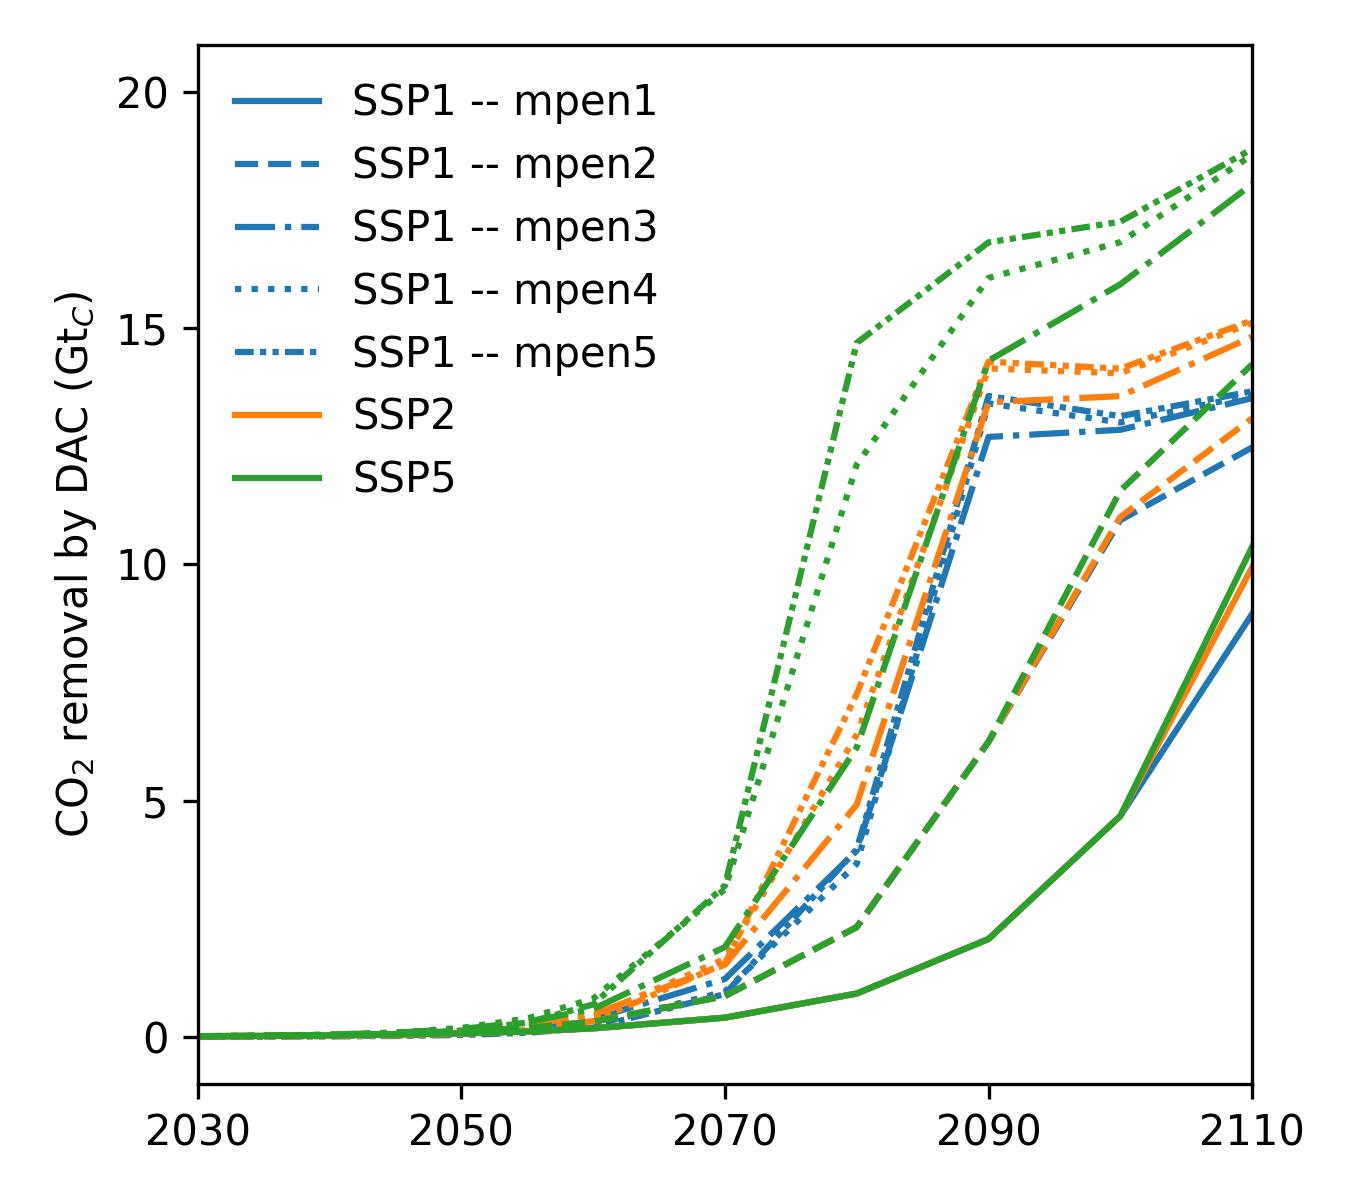 20
15
10
5
0
CO₂ removal by DAC (Gt_C)
SSP1 -- mpen1
SSP1 -- mpen2
SSP1 -- mpen3
SSP1 -- mpen4
SSP1 -- mpen5
SSP2
SSP5
2030 2050 2070 2090 2110